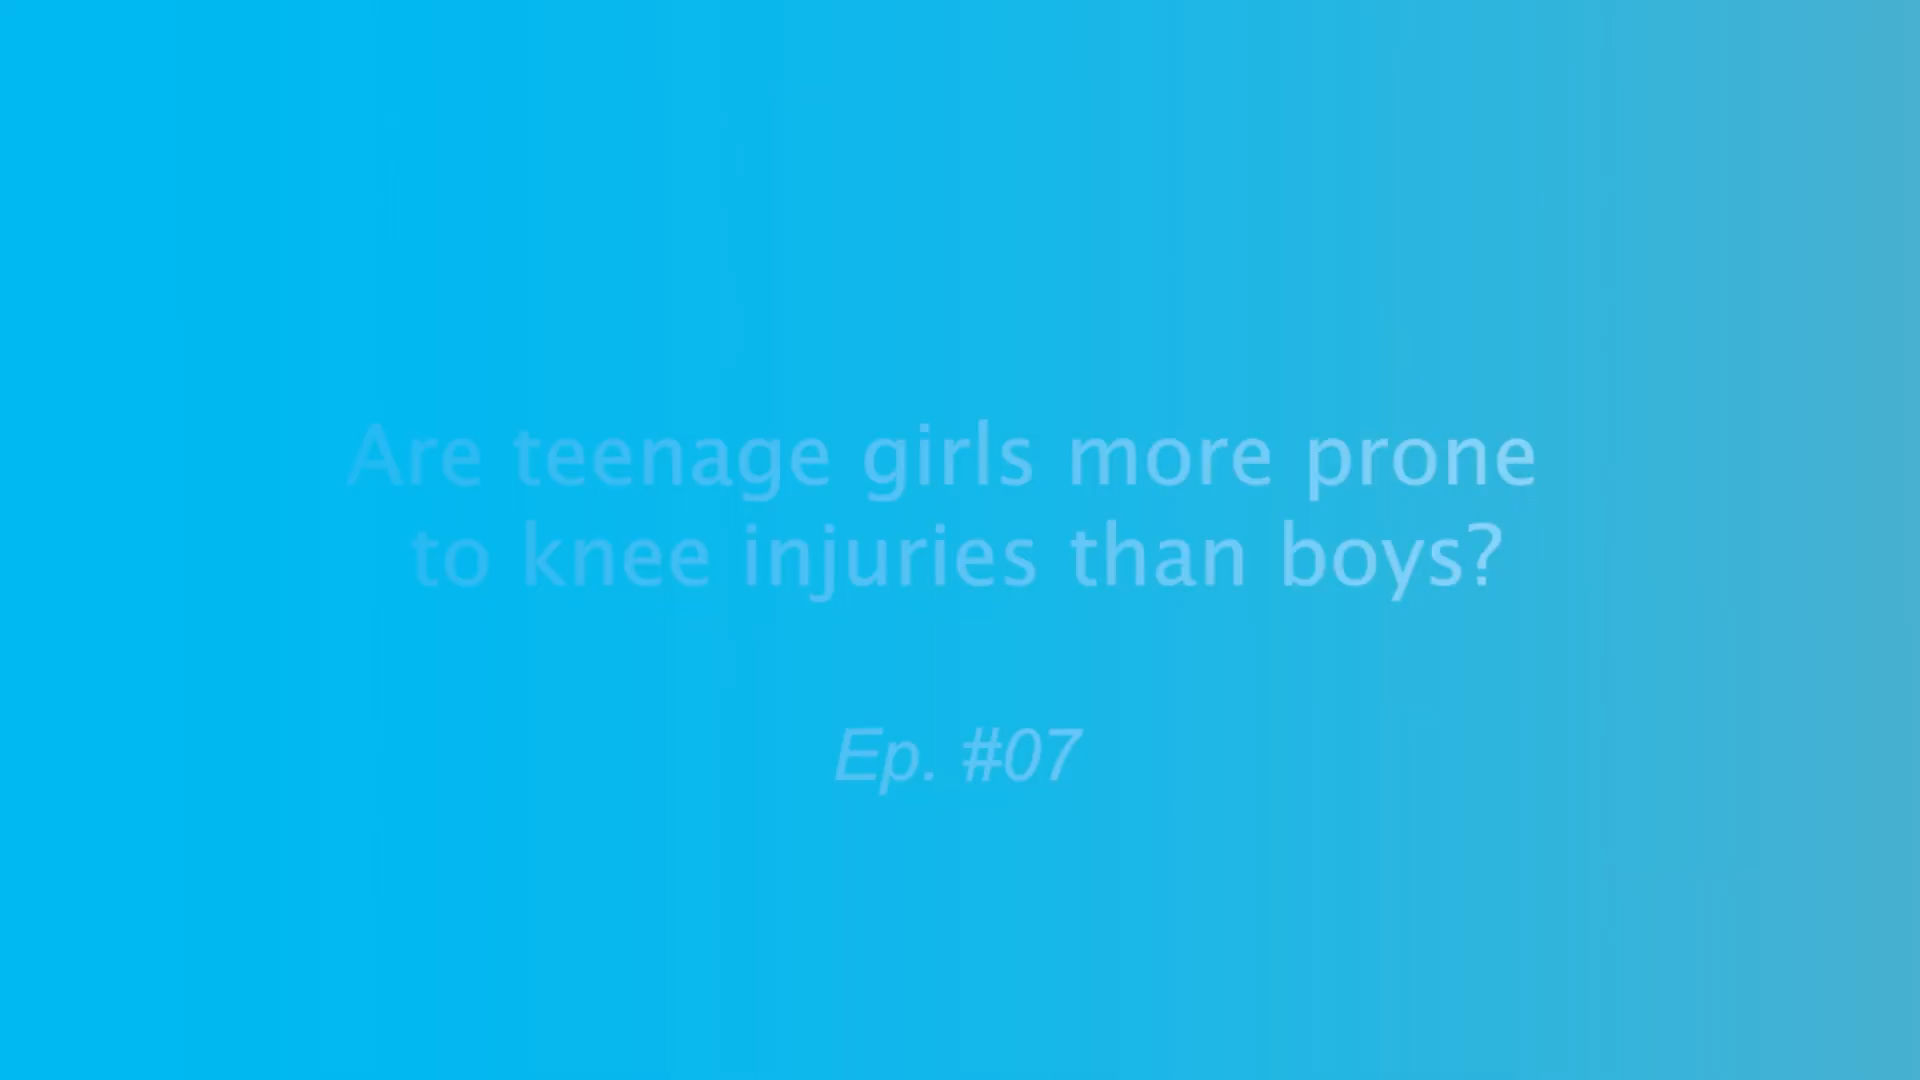 Are teenage girls more prone
to knee injuries than boys?
Ep. #07